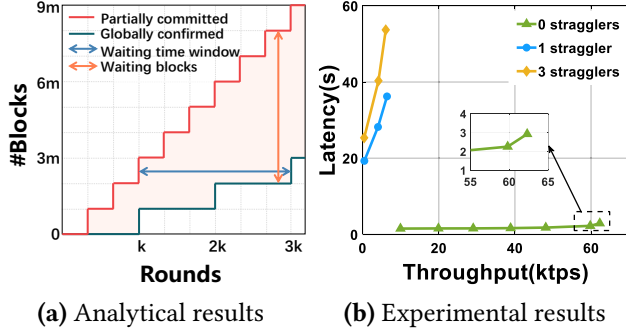 9m
6m
3m
0
#Blocks
Partially committed
Globally confirmed
Waiting time window
Waiting blocks
k
2k
3k
Rounds
(a) Analytical results
60
40
20
0
Latency(s)
0 stragglers
1 straggler
3 stragglers
4
3
2
1
55
60
65
0
20
40
60
Throughput(ktps)
(b) Experimental results